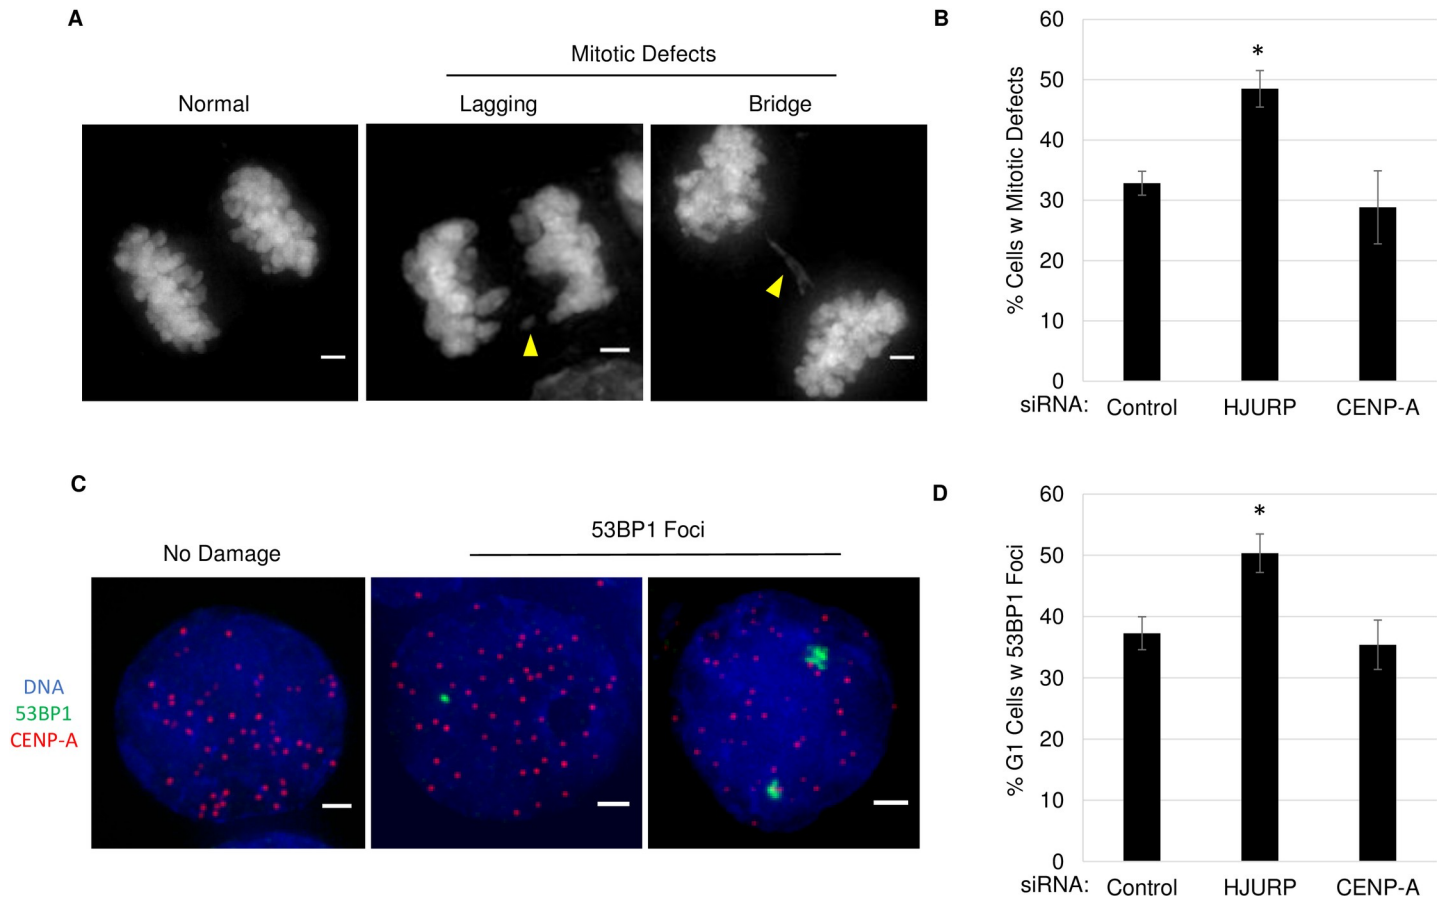 A
Mitotic Defects
Normal
Lagging
Bridge
B
60
50
40
30
20
10
0
% Cells w Mitotic Defects
*
siRNA: Control HJURP CENP-A
C
53BP1 Foci
No Damage
DNA
53BP1
CENP-A
D
60
50
40
30
20
10
0
% G1 Cells w 53BP1 Foci
*
siRNA: Control HJURP CENP-A